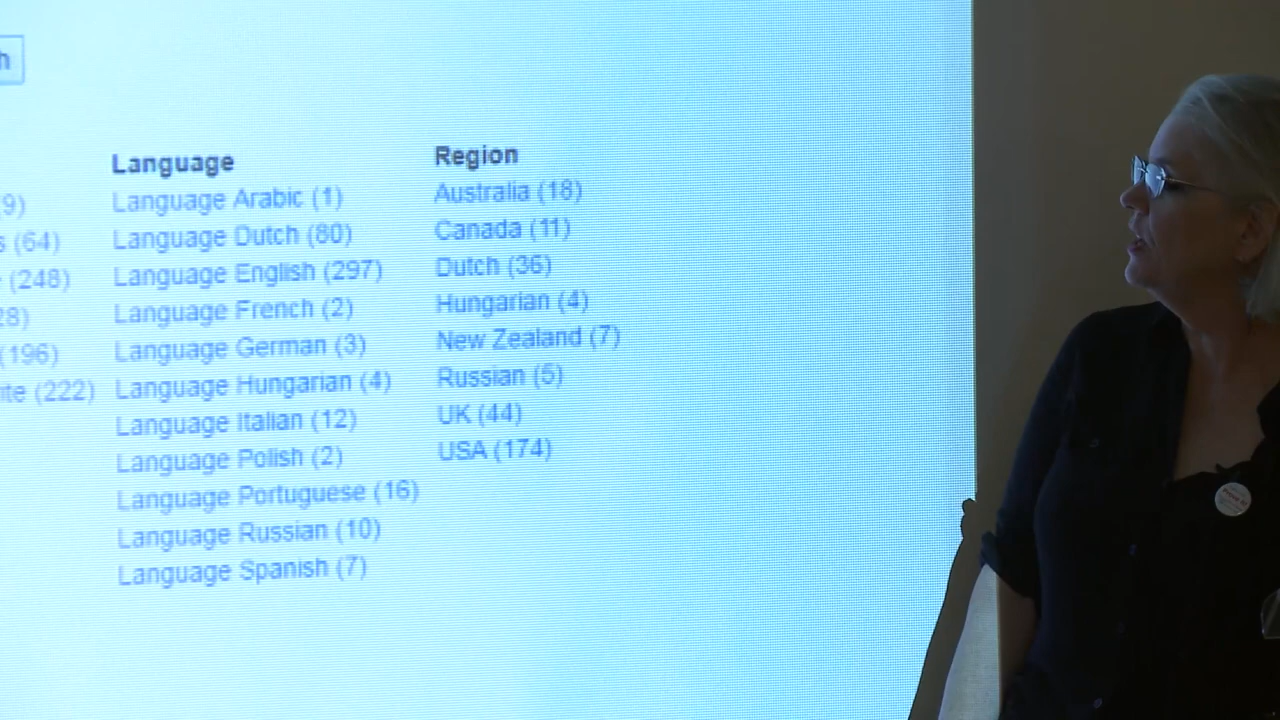 h
9)
s (64)
(248)
28)
(196)
ite (222)
Language
Language Arabic (1)
Language Dutch (80)
Language English (297)
Language French (2)
Language German (3)
Language Hungarian (4)
Language Italian (12)
Language Polish (2)
Language Portuguese (16)
Language Russian (10)
Language Spanish (7)
Region
Australia (18)
Canada (11)
Dutch (36)
Hungarian (4)
New Zealand (7)
Russian (5)
UK (44)
USA (174)